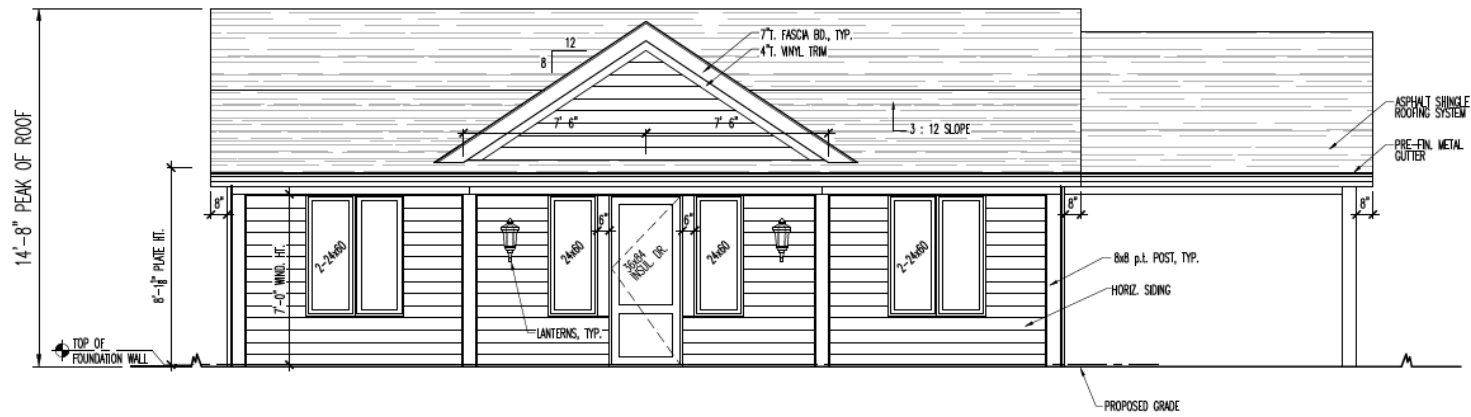 14'-8" PEAK OF ROOF
12
8
7"T. FASCIA BD., TYP.
4"T. VINYL TRIM
7' 6"
7' 6"
3 : 12 SLOPE
ASPHALT SHINGLE
ROOFING SYSTEM
PRE-FIN. METAL
GUTTER
8"
8'-1⅛" PLATE HT.
7'-0" WIND. HT.
2-24x60
24x60
6"
36x84
INSUL. DR.
6"
24x60
2-24x60
8"
8"
8x8 p.t. POST, TYP.
HORIZ. SIDING
LANTERNS, TYP.
TOP OF
FOUNDATION WALL
PROPOSED GRADE